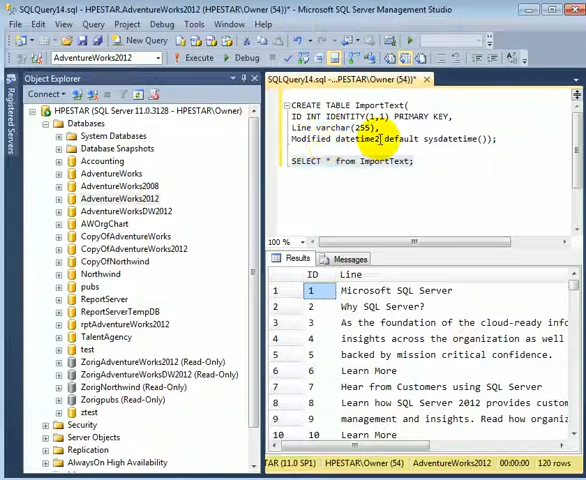 SQLQuery14.sql - HPESTAR.AdventureWorks2012 (HPESTAR\Owner (54))* - Microsoft SQL Server Management Studio
File Edit View Query Project Debug Tools Window Help
New Query
AdventureWorks2012 Execute Debug
Registered Servers
Object Explorer
Connect
HPESTAR (SQL Server 11.0.3128 - HPESTAR\Owner)
Databases
System Databases
Database Snapshots
Accounting
AdventureWorks
AdventureWorks2008
AdventureWorks2012
AdventureWorksDW2012
AWOrgChart
CopyOfAdventureWorks
CopyOfAdventureWorks2012
CopyOfNorthwind
Northwind
pubs
ReportServer
ReportServerTempDB
rptAdventureWorks2012
TalentAgency
test
ZorigAdventureWorks2012 (Read-Only)
ZorigAdventureWorksDW2012 (Read-Only)
ZorigNorthwind (Read-Only)
Zorigpubs (Read-Only)
ztest
Security
Server Objects
Replication
AlwaysOn High Availability
SQLQuery14.sql -...PESTAR\Owner (54))*
CREATE TABLE ImportText(
ID INT IDENTITY(1,1) PRIMARY KEY,
Line varchar(255),
Modified datetime2 default sysdatetime());
SELECT * from ImportText;
100 %
Results Messages
ID Line
1 1 Microsoft SQL Server
2 2 Why SQL Server?
3 3 As the foundation of the cloud-ready info
4 4 insights across the organization as well
5 5 backed by mission critical confidence.
6 6 Learn More
7 7 Hear from Customers using SQL Server
8 8 Learn how SQL Server 2012 provides custom
9 9 management and insights. Read how organiz
10 10 Learn More
TAR (11.0 SP1) HPESTAR\Owner (54) AdventureWorks2012 00:00:00 120 rows